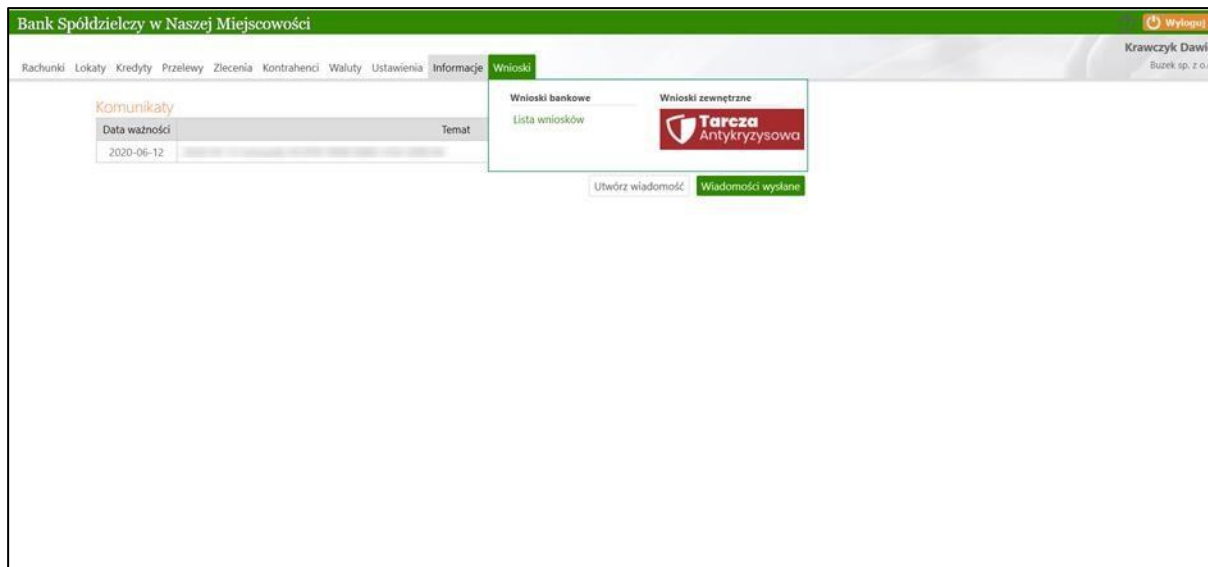 Bank Spółdzielczy w Naszej Miejscowości
Wyloguj
Krawczyk Dawi
Buzek sp. z o.
Rachunki Lokaty Kredyty Przelewy Zlecenia Kontrahenci Waluty Ustawienia Informacje Wnioski
Wnioski bankowe Wnioski zewnętrzne
Lista wniosków
Tarcza
Antykryzysowa
Komunikaty
Data ważności Temat
2020-06-12
Utwórz wiadomość Wiadomości wysłane